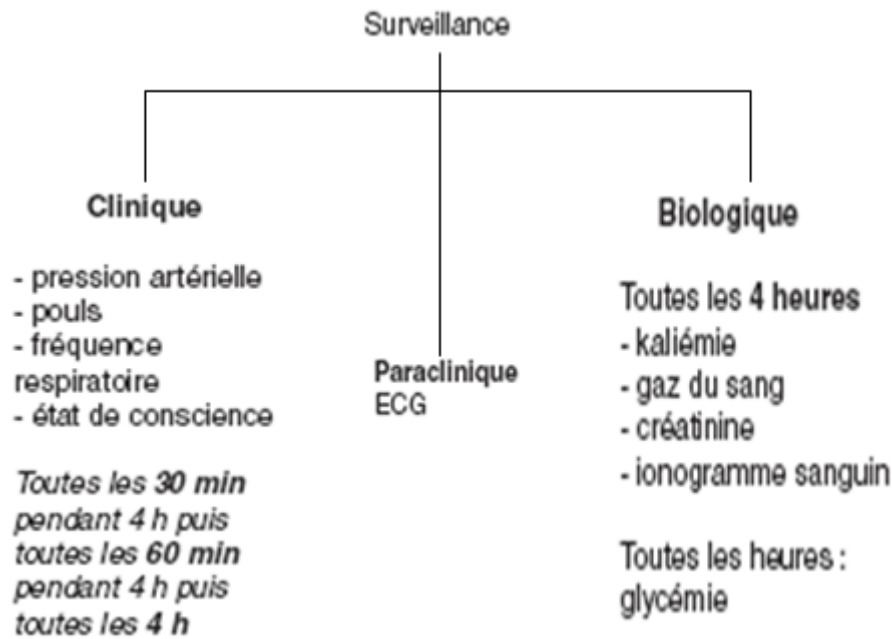 Surveillance
Clinique
- pression artérielle
- pouls
- fréquence
respiratoire
- état de conscience
Toutes les 30 min
pendant 4 h puis
toutes les 60 min
pendant 4 h puis
toutes les 4 h
Paraclinique
ECG
Biologique
Toutes les 4 heures
- kaliémie
- gaz du sang
- créatinine
- ionogramme sanguin
Toutes les heures :
glycémie